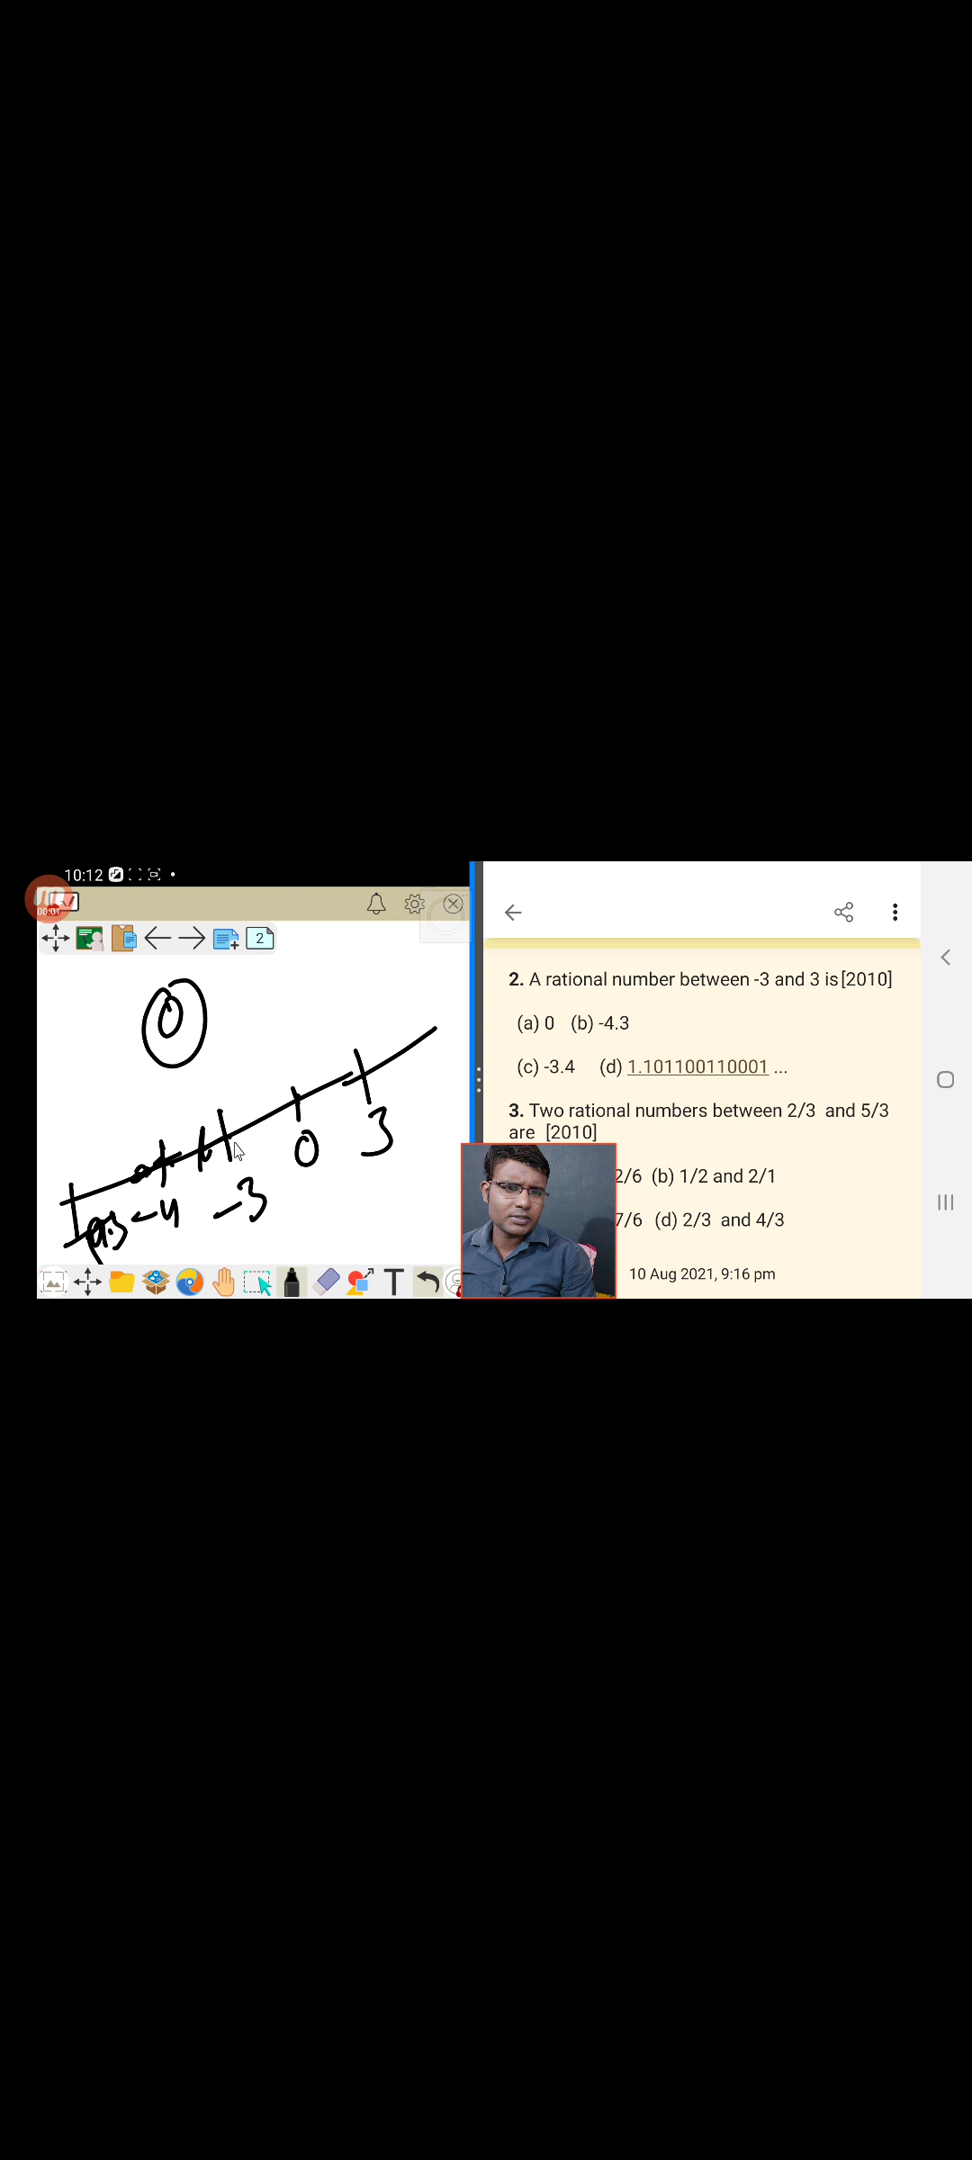 10:12
00:01
2
0
0
3
-4
-3
2. A rational number between -3 and 3 is [2010]
(a) 0 (b) -4.3
(c) -3.4 (d) 1.101100110001 ...
3. Two rational numbers between 2/3 and 5/3
are [2010]
2/6 (b) 1/2 and 2/1
7/6 (d) 2/3 and 4/3
T
10 Aug 2021, 9:16 pm